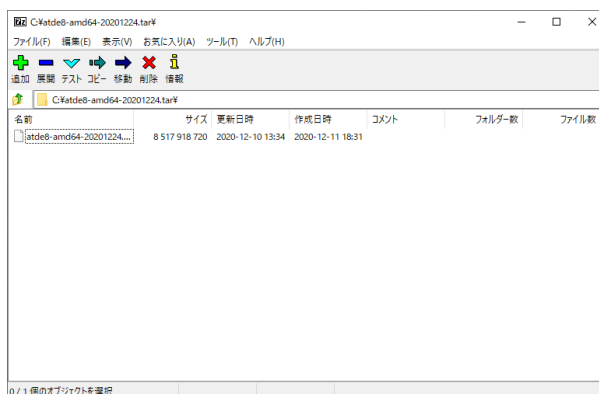 7z C:¥atde8-amd64-20201224.tar¥
ファイル(F) 編集(E) 表示(V) お気に入り(A) ツール(T) ヘルプ(H)
追加 展開 テスト コピー 移動 削除 情報
C:¥atde8-amd64-20201224.tar¥
名前 サイズ 更新日時 作成日時 コメント フォルダー数 ファイル数
atde8-amd64-20201224.... 8 517 918 720 2020-12-10 13:34 2020-12-11 18:31
0 / 1 個のオブジェクトを選択